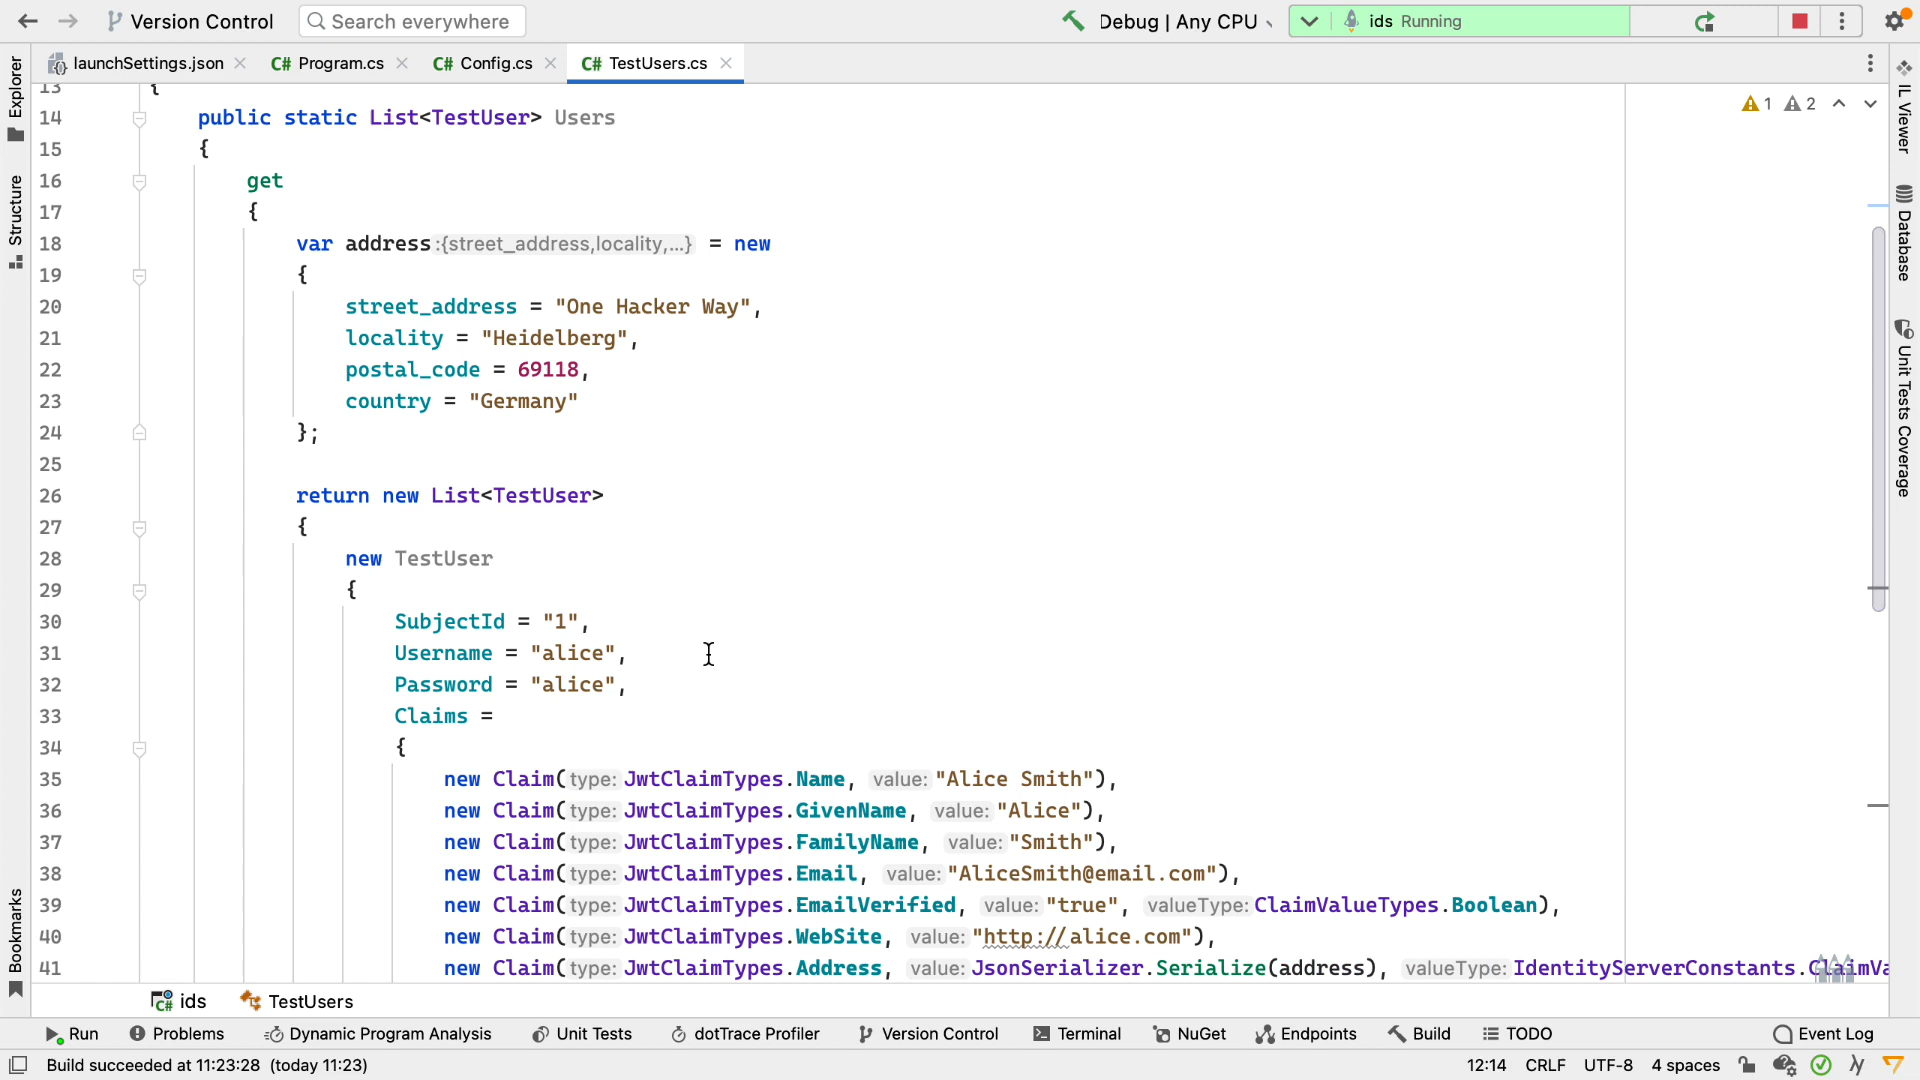 Version Control
Search everywhere
Debug | Any CPU
ids Running
launchSettings.json
C# Program.cs
C# Config.cs
C# TestUsers.cs
Explorer
Structure
Bookmarks
IL Viewer
Database
Unit Tests Coverage
1 2
13 {
14 public static List<TestUser> Users
15 {
16 get
17 {
18 var address :{street_address,locality,...} = new
19 {
20 street_address = "One Hacker Way",
21 locality = "Heidelberg",
22 postal_code = 69118,
23 country = "Germany"
24 };
25
26 return new List<TestUser>
27 {
28 new TestUser
29 {
30 SubjectId = "1",
31 Username = "alice",
32 Password = "alice",
33 Claims =
34 {
35 new Claim( type: JwtClaimTypes.Name, value: "Alice Smith"),
36 new Claim( type: JwtClaimTypes.GivenName, value: "Alice"),
37 new Claim( type: JwtClaimTypes.FamilyName, value: "Smith"),
38 new Claim( type: JwtClaimTypes.Email, value: "AliceSmith@email.com"),
39 new Claim( type: JwtClaimTypes.EmailVerified, value: "true", valueType: ClaimValueTypes.Boolean),
40 new Claim( type: JwtClaimTypes.WebSite, value: "http://alice.com"),
41 new Claim( type: JwtClaimTypes.Address, value: JsonSerializer.Serialize(address), valueType: IdentityServerConstants.ClaimVa
C# ids TestUsers
Run Problems Dynamic Program Analysis Unit Tests dotTrace Profiler Version Control Terminal NuGet Endpoints Build TODO Event Log
Build succeeded at 11:23:28 (today 11:23)
12:14 CRLF UTF-8 4 spaces